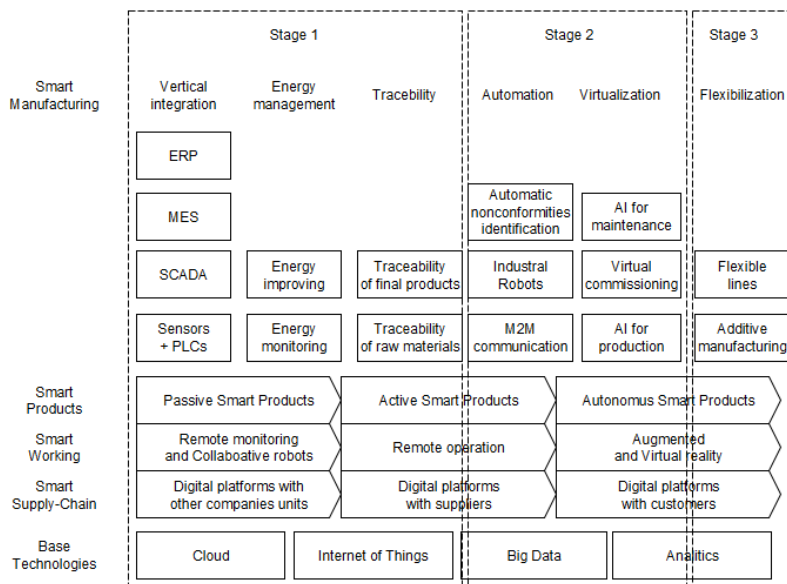 Stage 1
Stage 2
Stage 3
Smart
Manufacturing
Vertical
integration
Energy
management
Tracebility
Automation
Virtualization
Flexibilization
ERP
MES
Automatic
nonconformities
identification
AI for
maintenance
SCADA
Energy
improving
Traceability
of final products
Industral
Robots
Virtual
commissioning
Flexible
lines
Sensors
+ PLCs
Energy
monitoring
Traceability
of raw materials
M2M
communication
AI for
production
Additive
manufacturing
Smart
Products
Passive Smart Products
Active Smart Products
Autonomus Smart Products
Smart
Working
Remote monitoring
and Collaboative robots
Remote operation
Augmented
and Virtual reality
Smart
Supply-Chain
Digital platforms with
other companies units
Digital platforms
with suppliers
Digital platforms
with customers
Base
Technologies
Cloud
Internet of Things
Big Data
Analitics